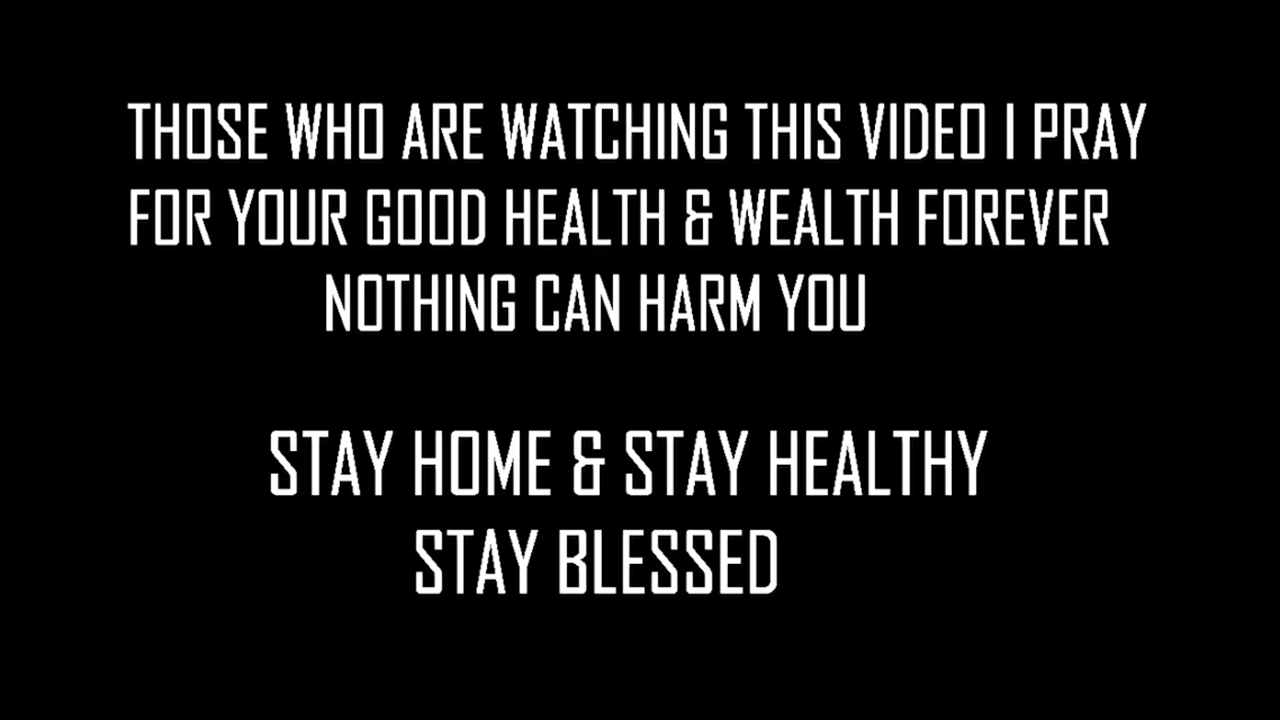 THOSE WHO ARE WATCHING THIS VIDEO I PRAY
FOR YOUR GOOD HEALTH & WEALTH FOREVER
NOTHING CAN HARM YOU
STAY HOME & STAY HEALTHY
STAY BLESSED